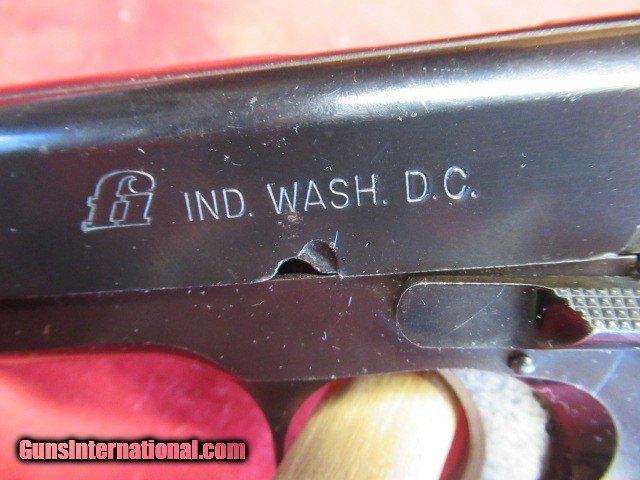 fi IND. WASH. D.C.
GunsInternational.com